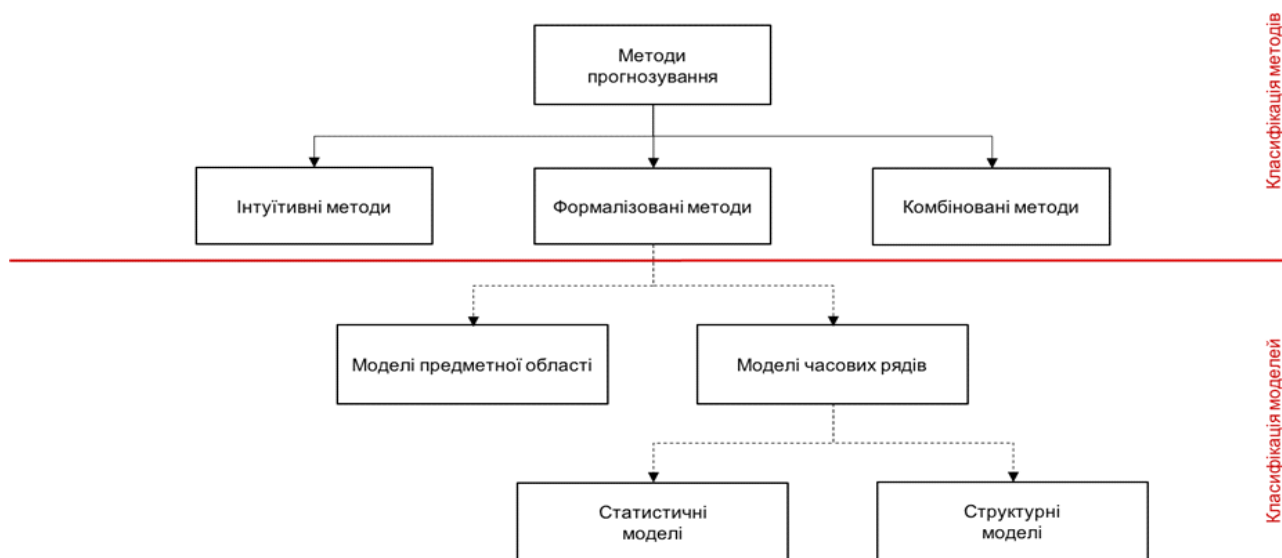 Методи
прогнозування
Класифікація методів
Інтуїтивні методи
Формалізовані методи
Комбіновані методи
Моделі предметної області
Моделі часових рядів
Класифікація моделей
Статистичні
моделі
Структурні
моделі